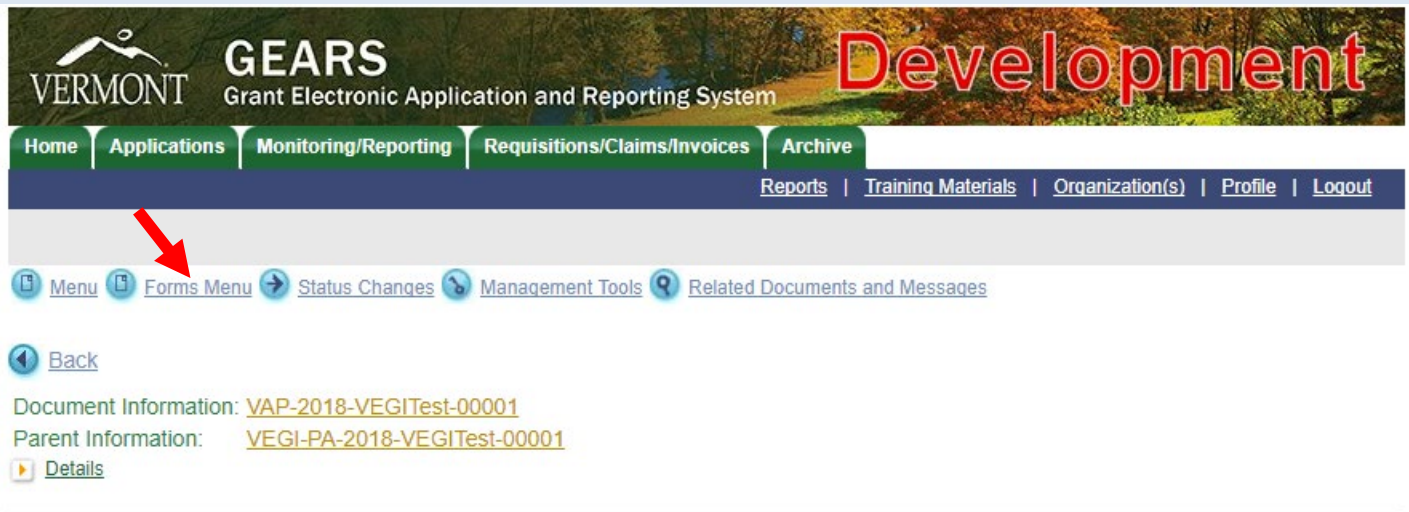 VERMONT
GEARS
Grant Electronic Application and Reporting System
Development
Home Applications Monitoring/Reporting Requisitions/Claims/Invoices Archive
Reports | Training Materials | Organization(s) | Profile | Logout
Menu Forms Menu Status Changes Management Tools Related Documents and Messages
Back
Document Information: VAP-2018-VEGITest-00001
Parent Information: VEGI-PA-2018-VEGITest-00001
Details